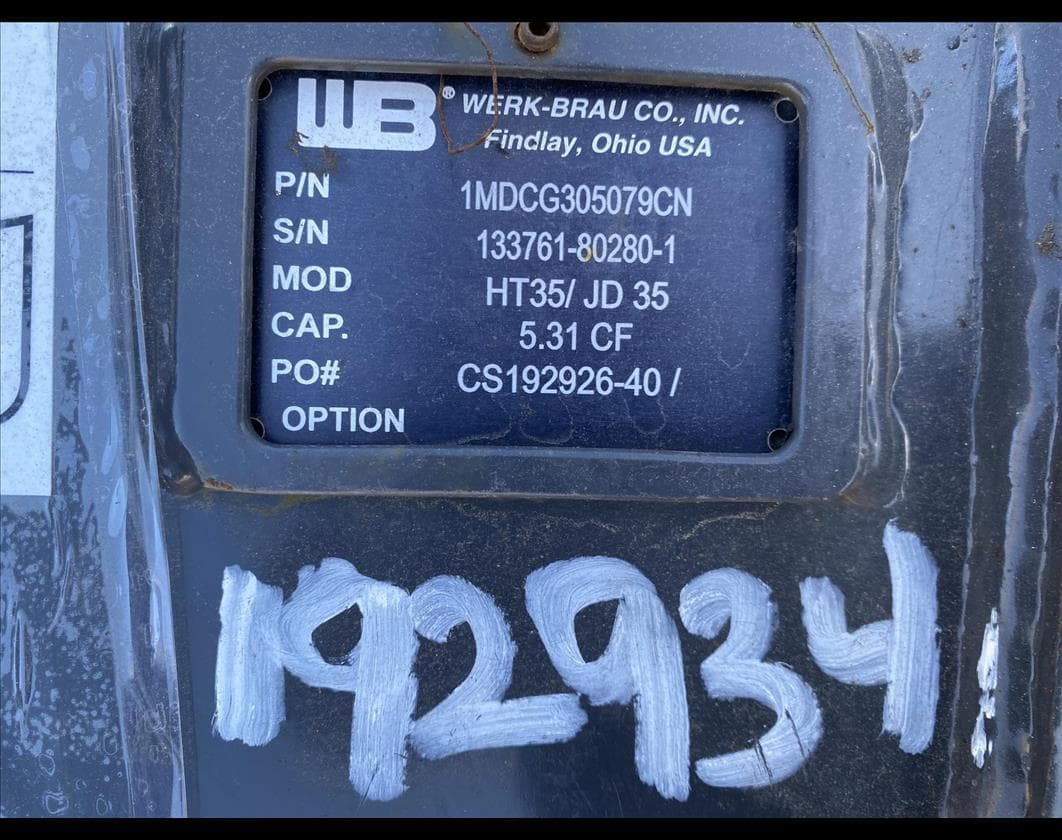 WB® WERK-BRAU CO., INC.
Findlay, Ohio USA
P/N 1MDCG305079CN
S/N 133761-80280-1
MOD HT35/ JD 35
CAP. 5.31 CF
PO# CS192926-40 /
OPTION
192934